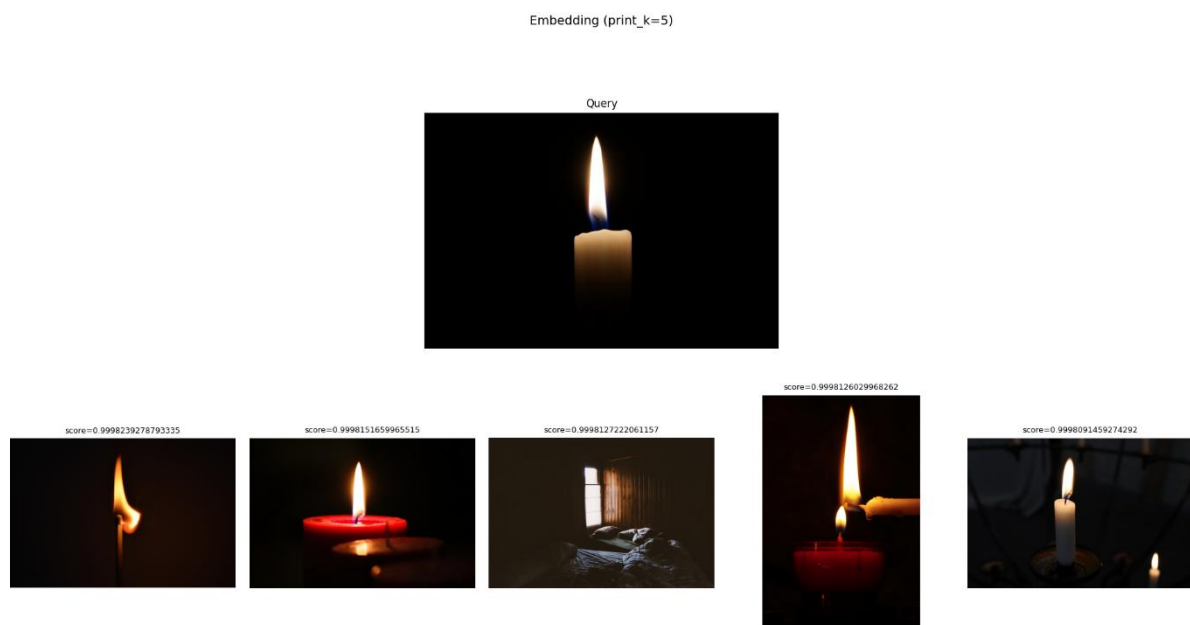 Embedding (print_k=5)
Query
score=0.9998239278793335
score=0.9998151659965515
score=0.9998127222061157
score=0.9998126029968262
score=0.9998091459274292